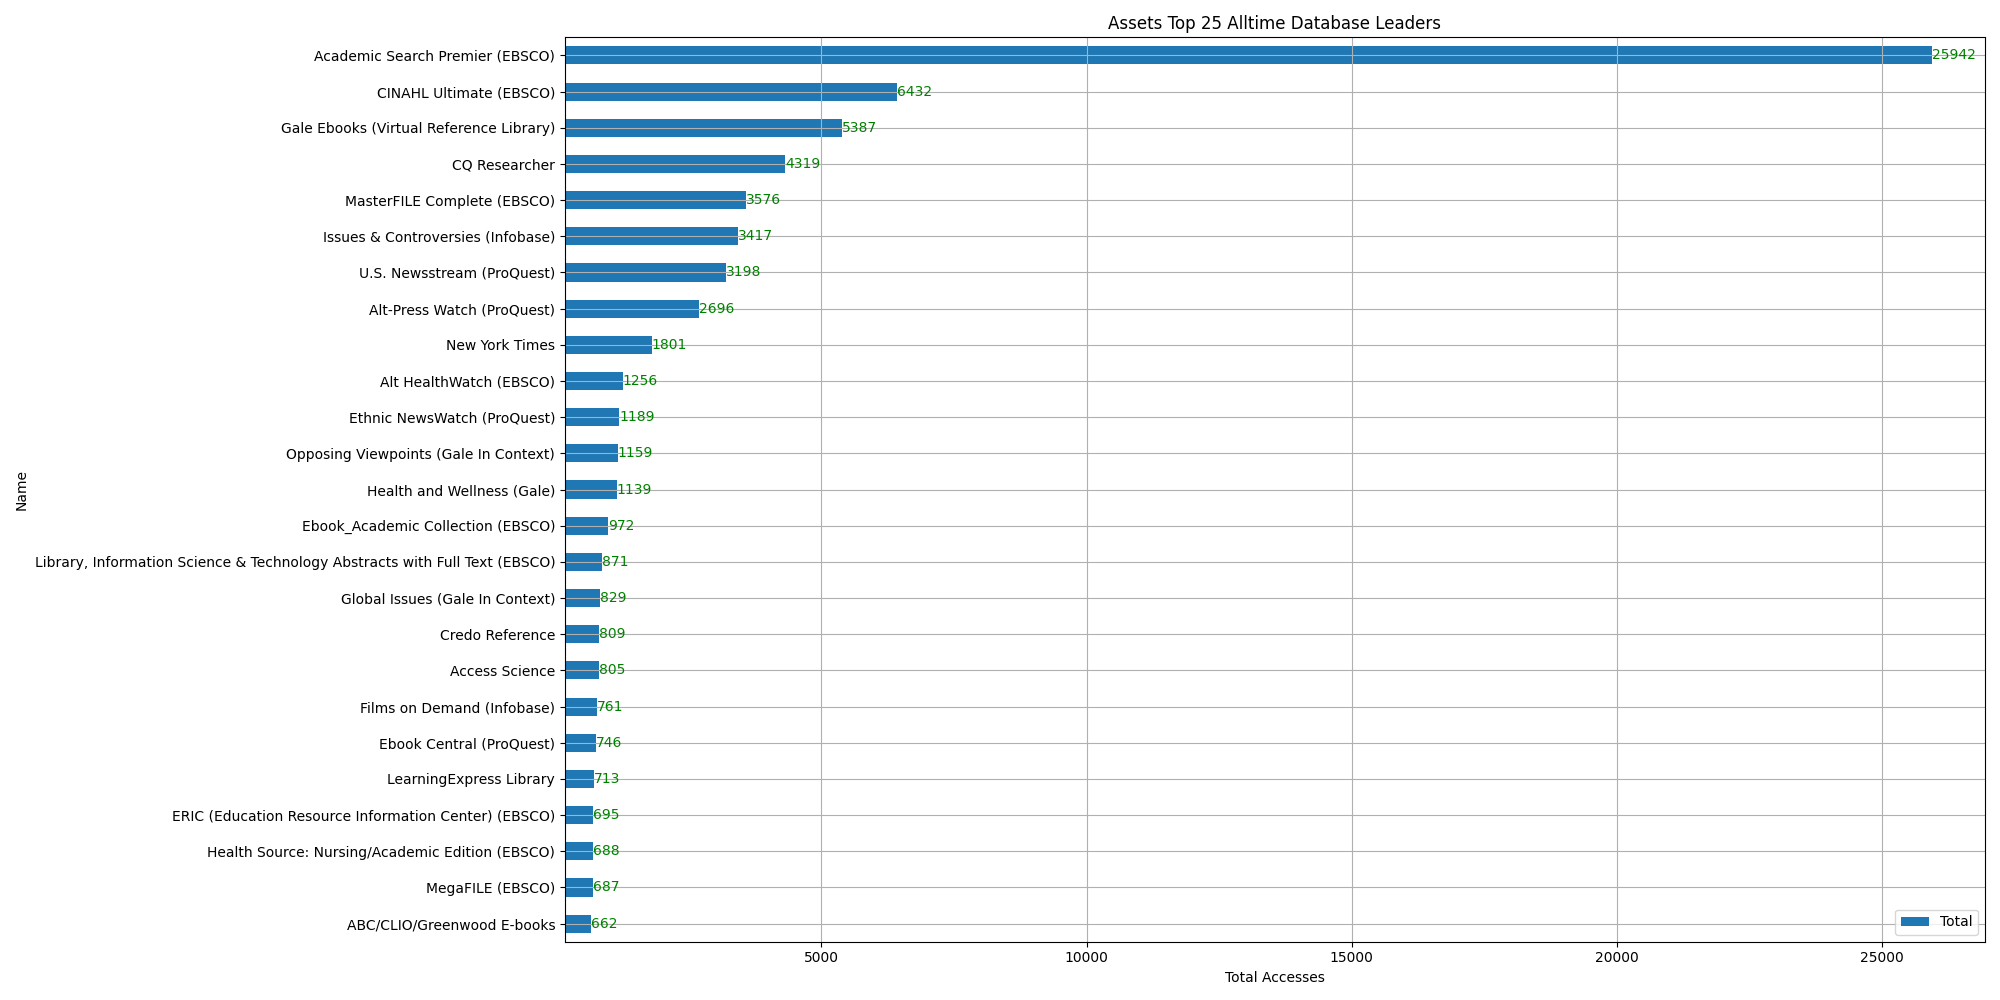 Assets Top 25 Alltime Database Leaders
Academic Search Premier (EBSCO) 25942
CINAHL Ultimate (EBSCO) 6432
Gale Ebooks (Virtual Reference Library) 5387
CQ Researcher 4319
MasterFILE Complete (EBSCO) 3576
Issues & Controversies (Infobase) 3417
U.S. Newsstream (ProQuest) 3198
Alt-Press Watch (ProQuest) 2696
New York Times 1801
Alt HealthWatch (EBSCO) 1256
Ethnic NewsWatch (ProQuest) 1189
Opposing Viewpoints (Gale In Context) 1159
Health and Wellness (Gale) 1139
Ebook_Academic Collection (EBSCO) 972
Library, Information Science & Technology Abstracts with Full Text (EBSCO) 871
Global Issues (Gale In Context) 829
Credo Reference 809
Access Science 805
Films on Demand (Infobase) 761
Ebook Central (ProQuest) 746
LearningExpress Library 713
ERIC (Education Resource Information Center) (EBSCO) 695
Health Source: Nursing/Academic Edition (EBSCO) 688
MegaFILE (EBSCO) 687
ABC/CLIO/Greenwood E-books 662
Name
Total
5000 10000 15000 20000 25000
Total Accesses